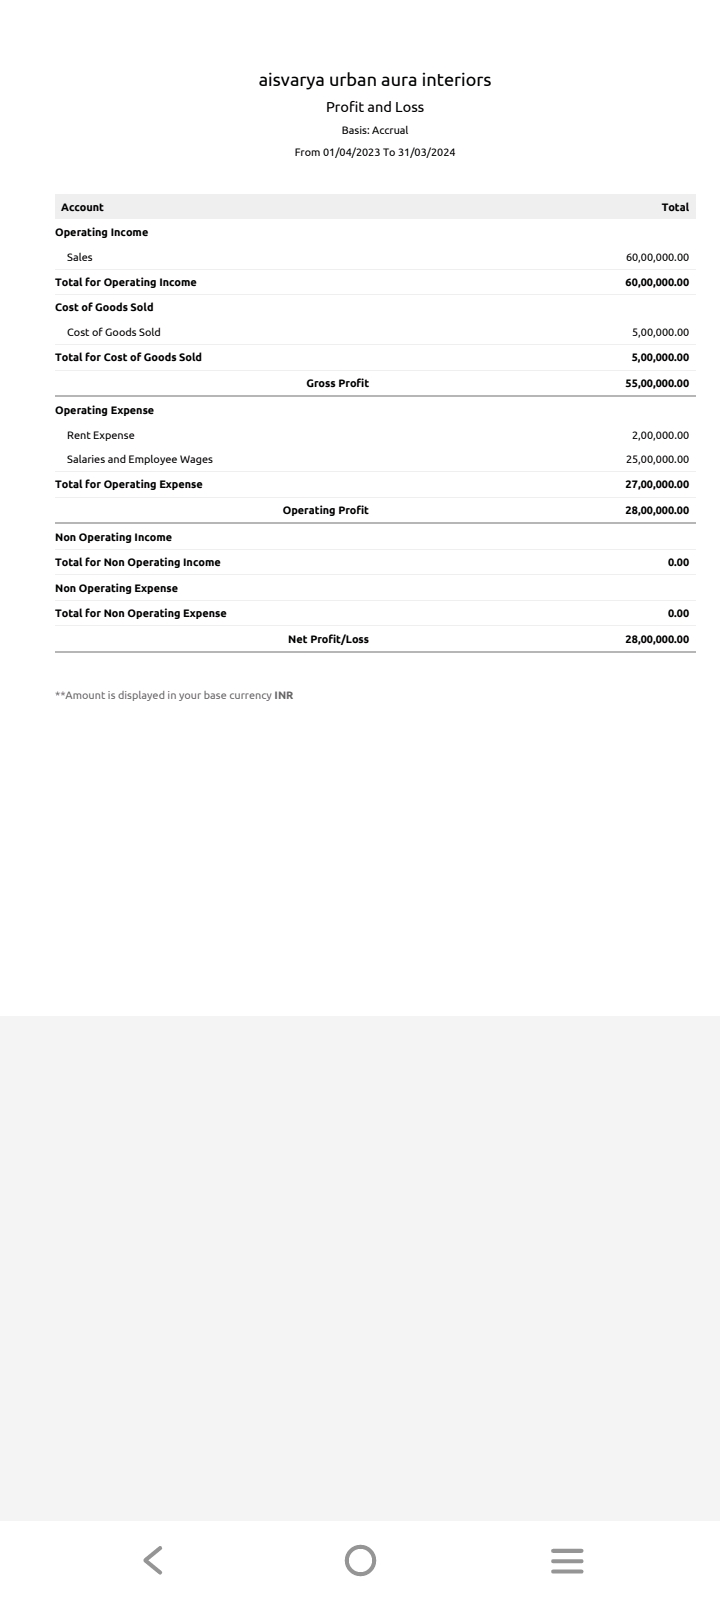 aisvarya urban aura interiors
Profit and Loss
Basis: Accrual
From 01/04/2023 To 31/03/2024
Account Total
Operating Income
Sales 60,00,000.00
Total for Operating Income 60,00,000.00
Cost of Goods Sold
Cost of Goods Sold 5,00,000.00
Total for Cost of Goods Sold 5,00,000.00
Gross Profit 55,00,000.00
Operating Expense
Rent Expense 2,00,000.00
Salaries and Employee Wages 25,00,000.00
Total for Operating Expense 27,00,000.00
Operating Profit 28,00,000.00
Non Operating Income
Total for Non Operating Income 0.00
Non Operating Expense
Total for Non Operating Expense 0.00
Net Profit/Loss 28,00,000.00
**Amount is displayed in your base currency INR